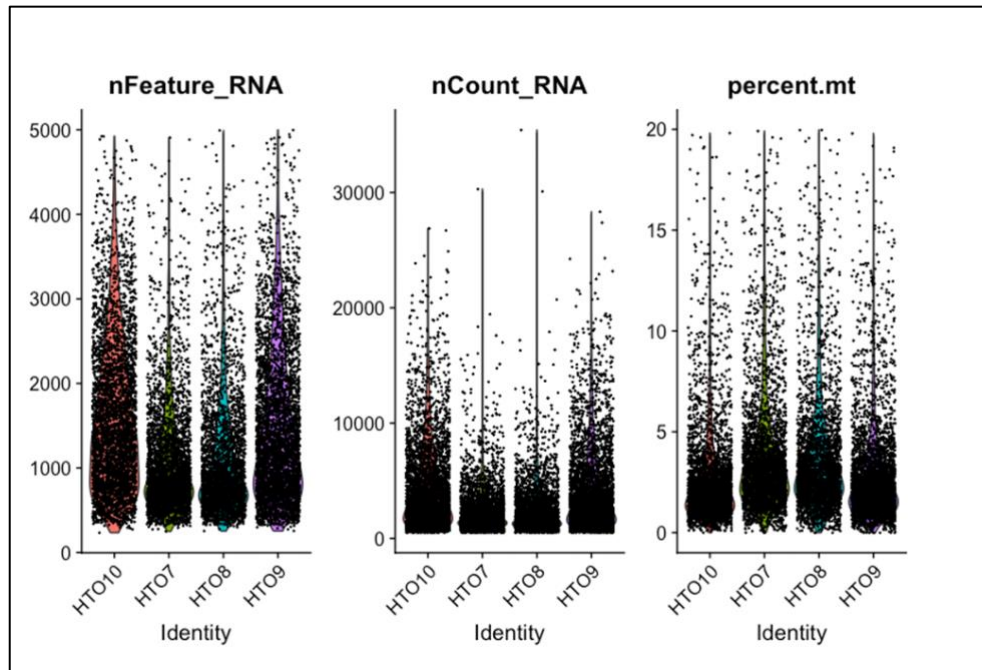 nFeature_RNA
5000
4000
3000
2000
1000
0
HTO10
HTO7
HTO8
HTO9
Identity
nCount_RNA
30000
20000
10000
0
HTO10
HTO7
HTO8
HTO9
Identity
percent.mt
20
15
10
5
0
HTO10
HTO7
HTO8
HTO9
Identity